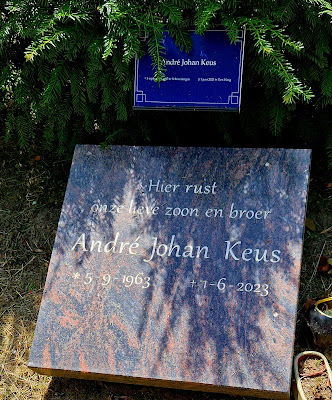 André Johan Keus
Hier rust
onze lieve zoon en broer
André Johan Keus
* 5-9-1963 † 1-6-2023